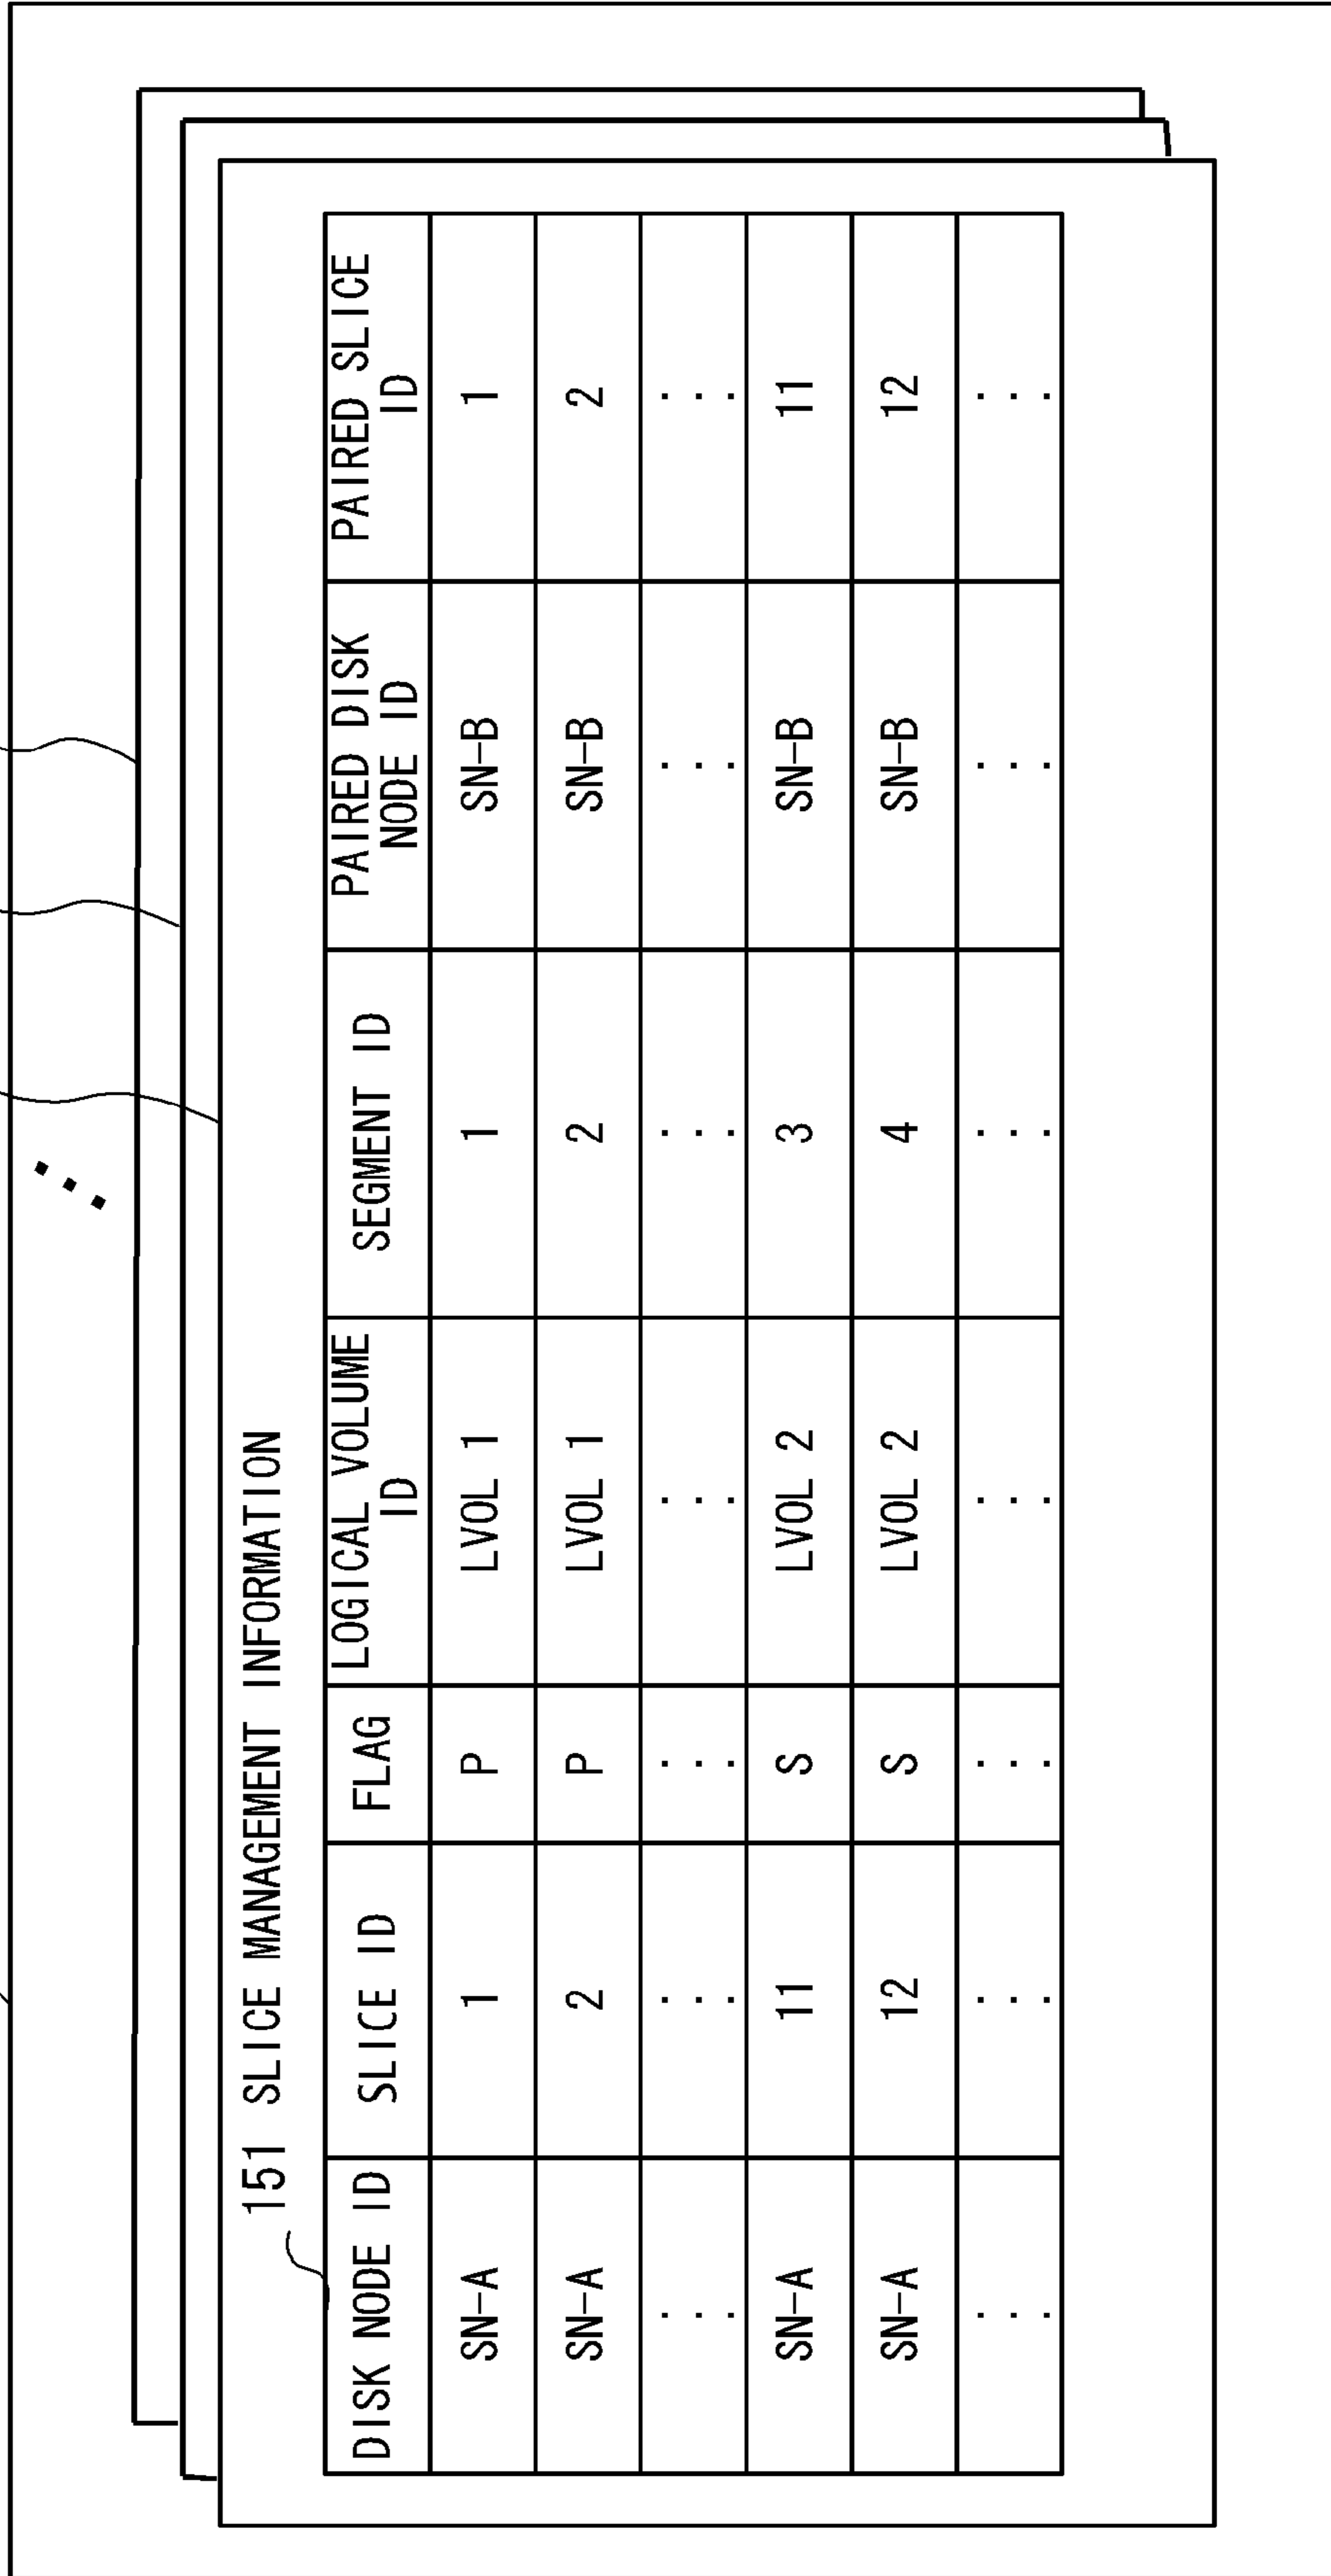 151 SLICE MANAGEMENT INFORMATION
DISK NODE ID SLICE ID FLAG LOGICAL VOLUME ID SEGMENT ID PAIRED DISK NODE ID PAIRED SLICE ID
SN-A 1 P LVOL 1 1 SN-B 1
SN-A 2 P LVOL 1 2 SN-B 2
... ... ... ... ... ... ...
SN-A 11 S LVOL 2 3 SN-B 11
SN-A 12 S LVOL 2 4 SN-B 12
... ... ... ... ... ... ...